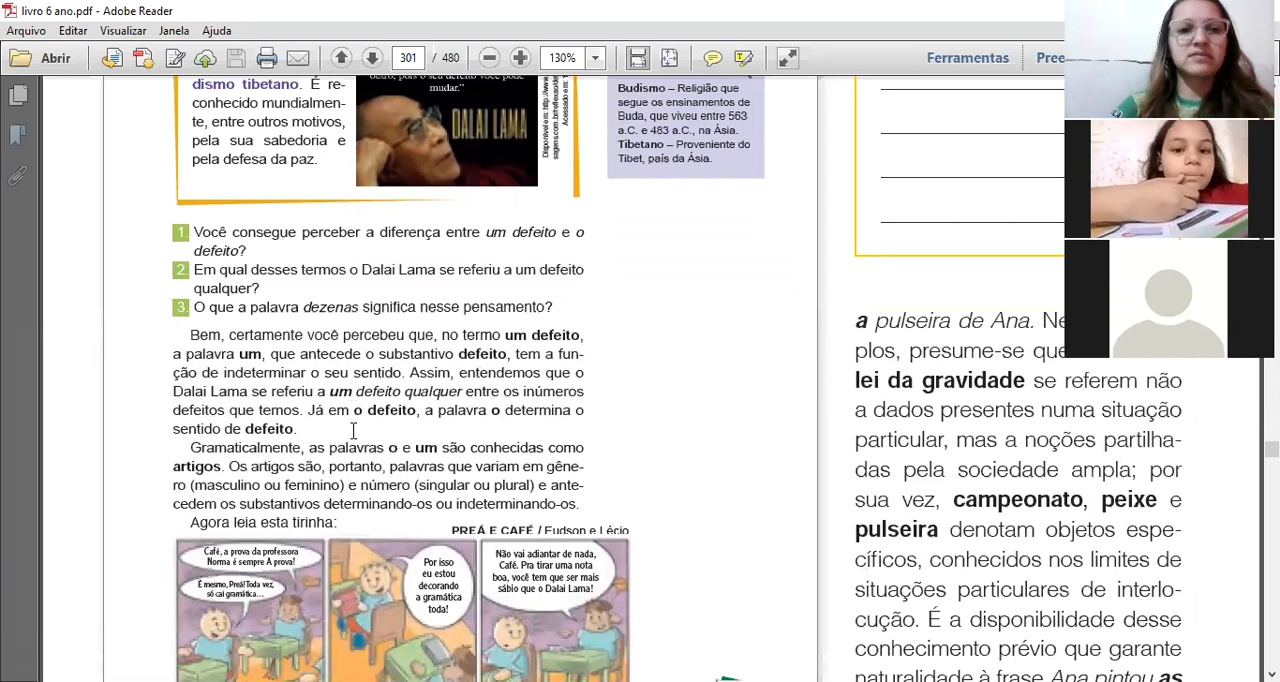 livro 6 ano.pdf - Adobe Reader
Arquivo Editar Visualizar Janela Ajuda
Abrir 301 / 480 130% Ferramentas
dismo tibetano. É re-
conhecido mundialmen-
te, entre outros motivos,
pela sua sabedoria e
pela defesa da paz.
outro, pois o seu defeito você pode
mudar."
DALAI LAMA
Budismo – Religião que
segue os ensinamentos de
Buda, que viveu entre 563
a.C. e 483 a.C., na Ásia.
Tibetano – Proveniente do
Tibet, país da Ásia.
1. Você consegue perceber a diferença entre um defeito e o
defeito?
2. Em qual desses termos o Dalai Lama se referiu a um defeito
qualquer?
3. O que a palavra dezenas significa nesse pensamento?
Bem, certamente você percebeu que, no termo um defeito,
a palavra um, que antecede o substantivo defeito, tem a fun-
ção de indeterminar o seu sentido. Assim, entendemos que o
Dalai Lama se referiu a um defeito qualquer entre os inúmeros
defeitos que temos. Já em o defeito, a palavra o determina o
sentido de defeito.
Gramaticalmente, as palavras o e um são conhecidas como
artigos. Os artigos são, portanto, palavras que variam em gêne-
ro (masculino ou feminino) e número (singular ou plural) e ante-
cedem os substantivos determinando-os ou indeterminando-os.
Agora leia esta tirinha:
PREÁ E CAFÉ / Eudson e Lécio
Café, a prova da professora
Norma é sempre A prova!
É mesmo, Preá! Toda vez,
só cai gramática...
Por isso
eu estou
decorando
a gramática
toda!
Não vai adiantar de nada,
Café. Pra tirar uma nota
boa, você tem que ser mais
sábio que o Dalai Lama!
a pulseira de Ana.
plos, presume-se que
lei da gravidade se referem não
a dados presentes numa situação
particular, mas a noções partilha-
das pela sociedade ampla; por
sua vez, campeonato, peixe e
pulseira denotam objetos espe-
cíficos, conhecidos nos limites de
situações particulares de interlo-
cução. É a disponibilidade desse
conhecimento prévio que garante
naturalidade à frase Ana pintou as